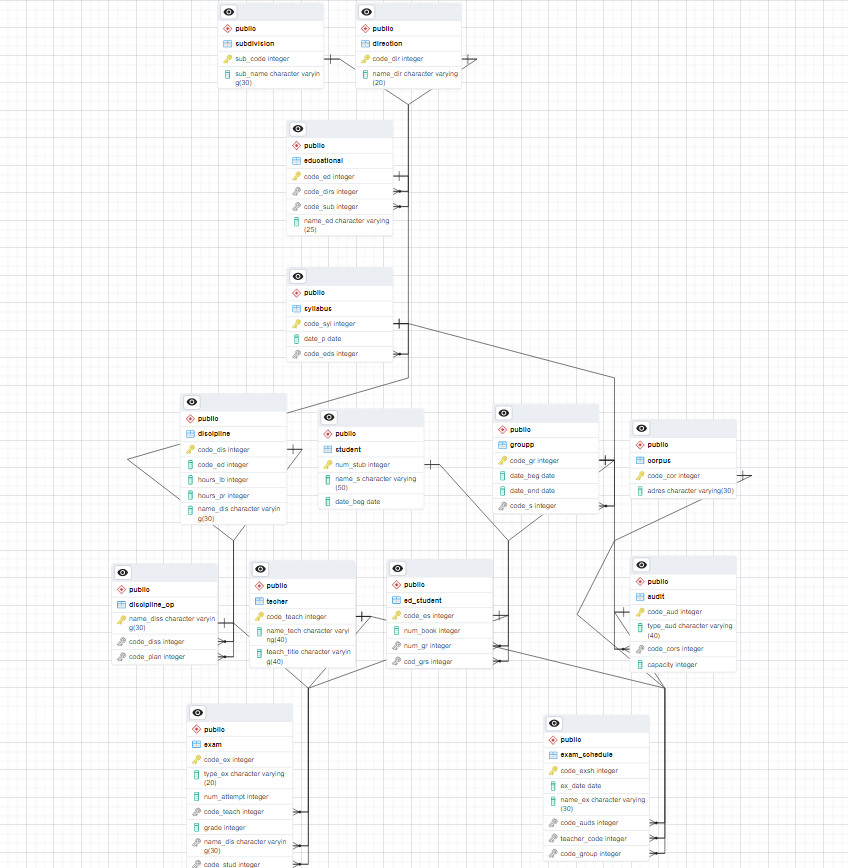 public
subdivision
sub_code integer
sub_name character varyin
g(30)
public
direction
code_dir integer
name_dir character varying
(20)
public
educational
code_ed integer
code_dirs integer
code_sub integer
name_ed character varying
(25)
public
syllabus
code_syl integer
date_p date
code_eds integer
public
discipline
code_dis integer
code_ed integer
hours_lb integer
hours_pr integer
name_dis character varyin
g(30)
public
student
num_stub integer
name_s character varying
(50)
date_beg date
public
groupp
code_gr integer
date_beg date
date_end date
code_s integer
public
corpus
code_cor integer
adres character varying(30)
public
discipline_op
name_diss character varyin
g(30)
code_diss integer
code_plan integer
public
techer
code_teach integer
name_tech character varyi
ng(40)
teach_title character varyi
ng(40)
public
ed_student
code_es integer
num_book integer
num_gr integer
cod_grs integer
public
audit
code_aud integer
type_aud character varying
(40)
code_cors integer
capacity integer
public
exam
code_ex integer
type_ex character varying
(20)
num_attempt integer
code_teach integer
grade integer
name_dis character varyin
g(30)
code_stud integer
public
exam_schedule
code_exsh integer
ex_date date
name_ex character varying
(30)
code_auds integer
teacher_code integer
code_group integer